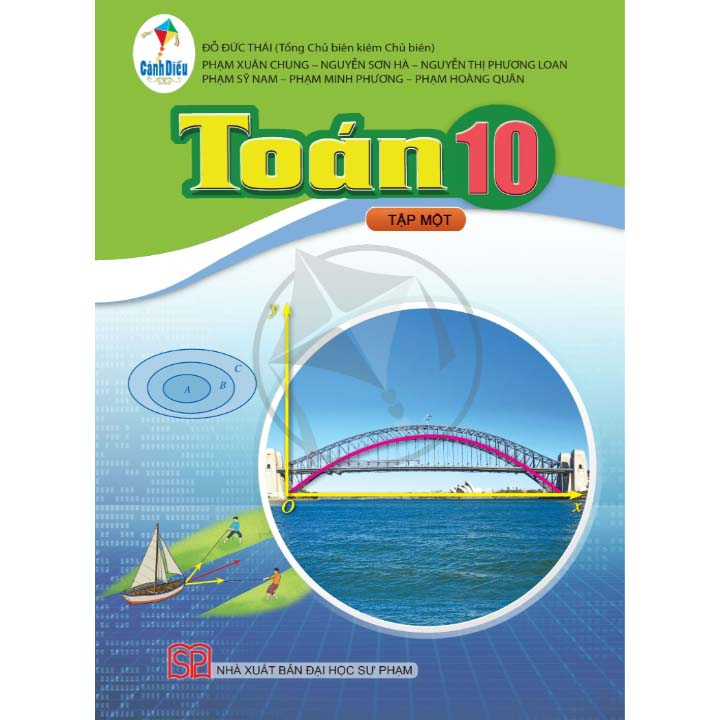 Cánh Diều
ĐỖ ĐỨC THÁI (Tổng Chủ biên kiêm Chủ biên)
PHẠM XUÂN CHUNG – NGUYỄN SƠN HÀ – NGUYỄN THỊ PHƯƠNG LOAN
PHẠM SỸ NAM – PHẠM MINH PHƯƠNG – PHẠM HOÀNG QUÂN
Toán 10
TẬP MỘT
y
C
B
A
O
x
SP
NHÀ XUẤT BẢN ĐẠI HỌC SƯ PHẠM